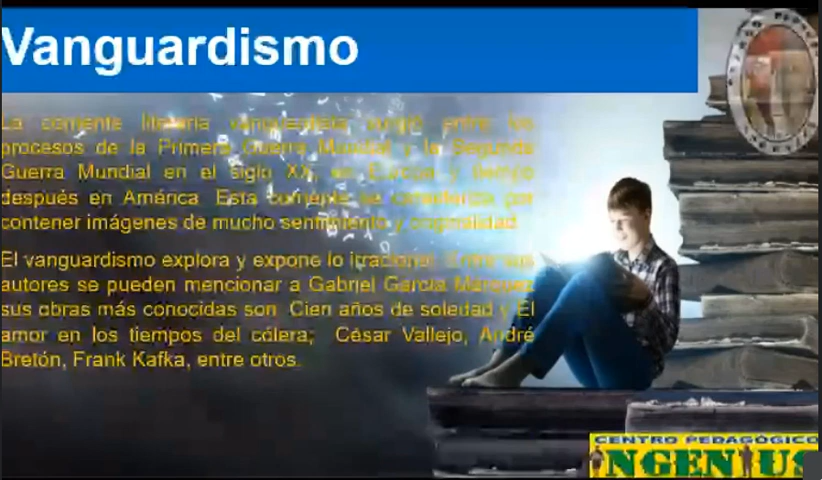 Vanguardismo
La corriente literaria vanguardista surgió entre los
procesos de la Primera Guerra Mundial y la Segunda
Guerra Mundial en el siglo XX, en Europa y tiempo
después en América. Esta corriente se caracteriza por
contener imágenes de mucho sentimiento y originalidad.
El vanguardismo explora y expone lo irracional. Entre sus
autores se pueden mencionar a Gabriel García Márquez
sus obras más conocidas son Cien años de soledad y El
amor en los tiempos del cólera; César Vallejo, André
Bretón, Frank Kafka, entre otros.
CENTRO PEDAGÓGICO
INGENIUS